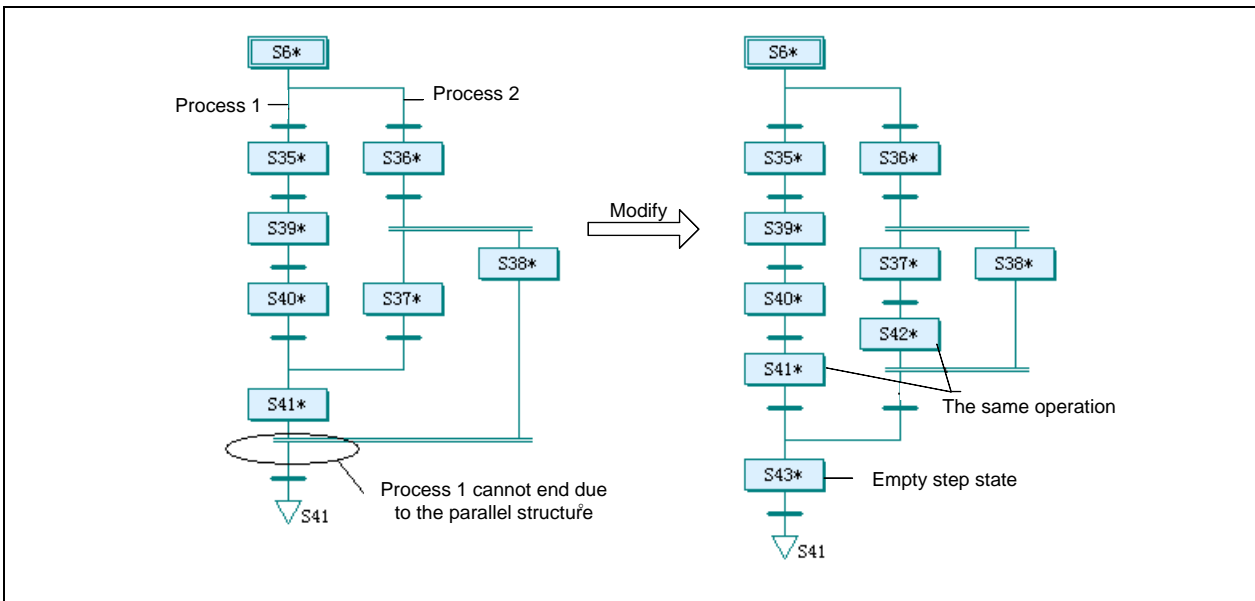 S6*
Process 1
Process 2
S35*
S36*
S39*
S38*
S40*
S37*
S41*
Process 1 cannot end due
to the parallel structure
S41
Modify
S6*
S35*
S36*
S39*
S37*
S38*
S40*
S42*
S41*
The same operation
S43*
Empty step state
S41